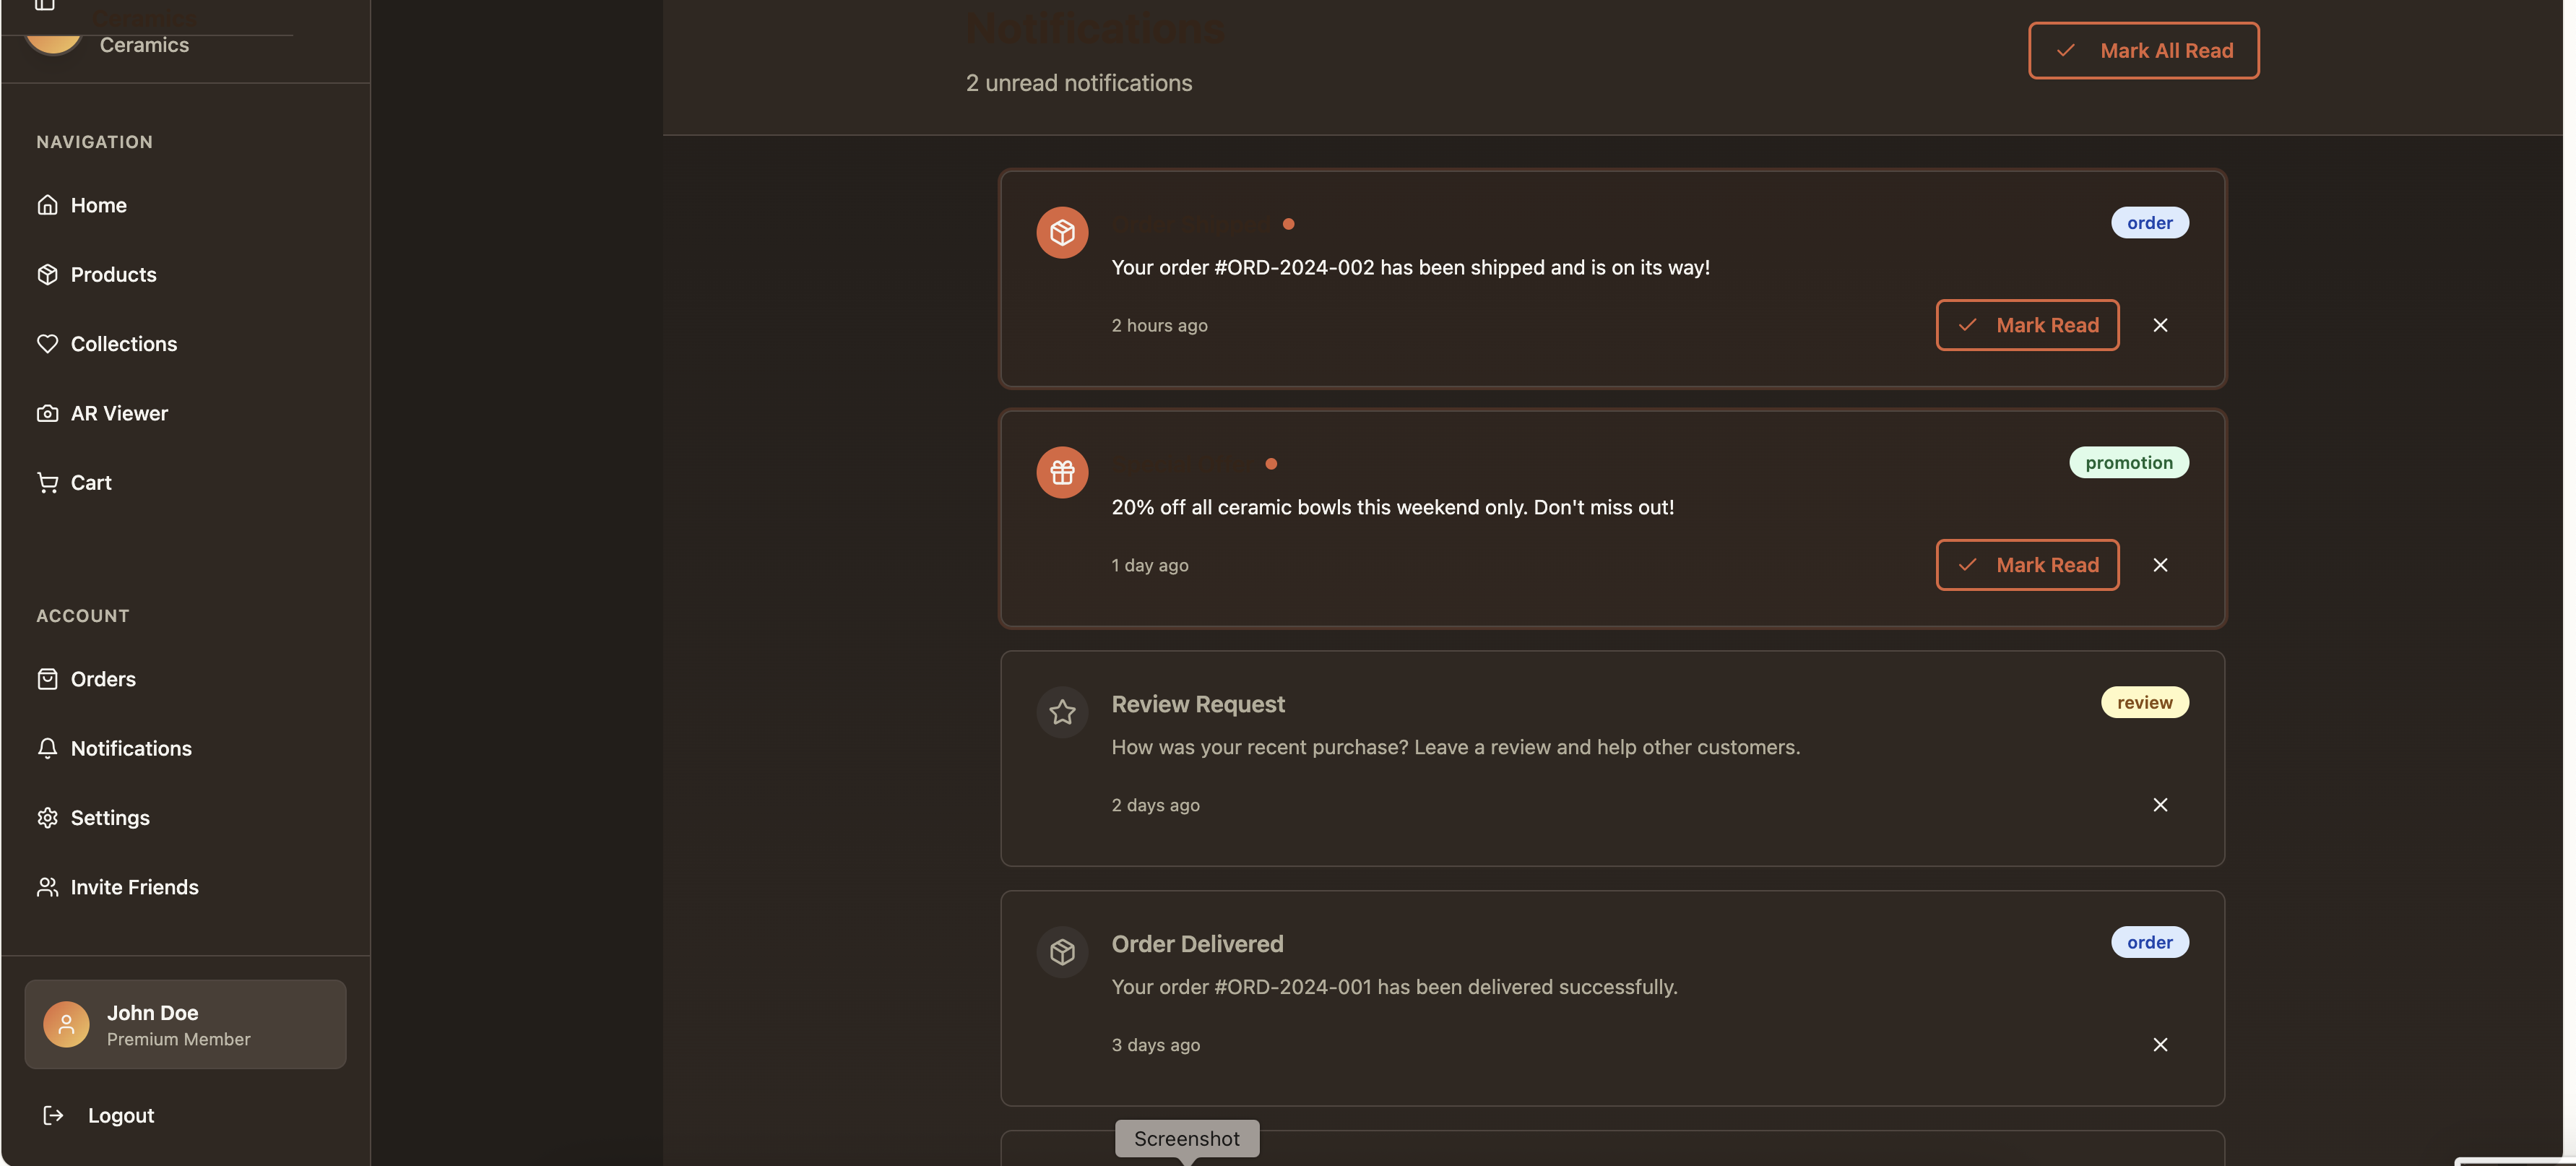 Ceramics
NAVIGATION
Home
Products
Collections
AR Viewer
Cart
ACCOUNT
Orders
Notifications
Settings
Invite Friends
John Doe
Premium Member
Logout
Notifications
2 unread notifications
Mark All Read
order
Your order #ORD-2024-002 has been shipped and is on its way!
2 hours ago
Mark Read
promotion
20% off all ceramic bowls this weekend only. Don't miss out!
1 day ago
Mark Read
Review Request
review
How was your recent purchase? Leave a review and help other customers.
2 days ago
Order Delivered
order
Your order #ORD-2024-001 has been delivered successfully.
3 days ago
Screenshot